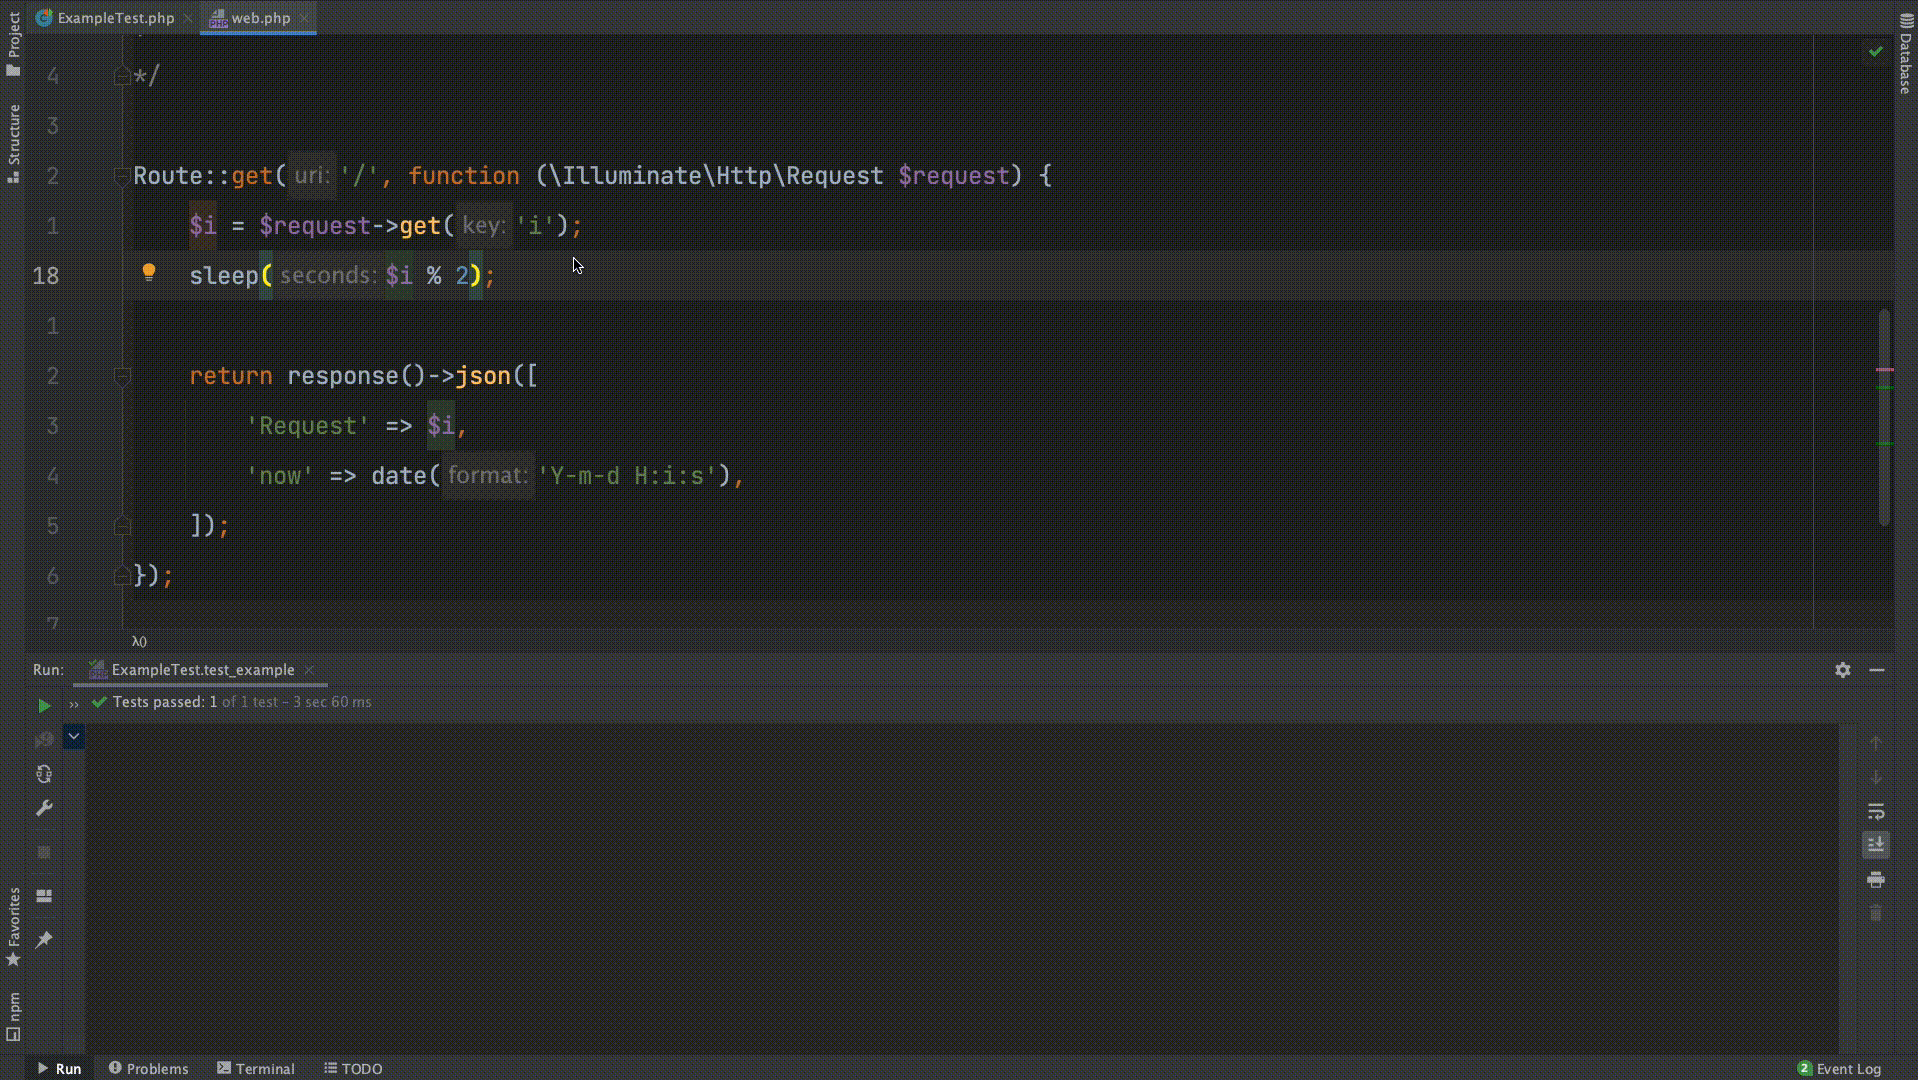 ExampleTest.php
web.php
Project
Structure
Favorites
npm
Database
4 */
3
2 Route::get( uri: '/', function (\Illuminate\Http\Request $request) {
1 $i = $request->get( key: 'i');
18 sleep( seconds: $i % 2);
1
2 return response()->json([
3 'Request' => $i,
4 'now' => date( format: 'Y-m-d H:i:s'),
5 ]);
6 });
7
λ()
Run: ExampleTest.test_example
Tests passed: 1 of 1 test – 3 sec 60 ms
Run Problems Terminal TODO 2 Event Log